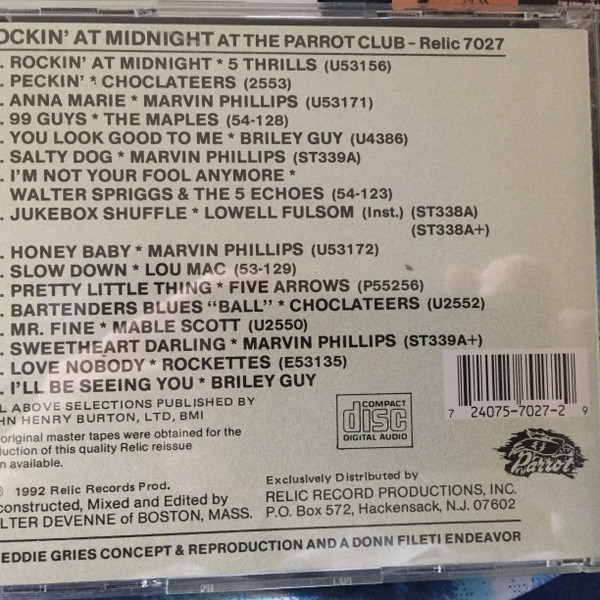 OCKIN' AT MIDNIGHT AT THE PARROT CLUB – Relic 7027
. ROCKIN' AT MIDNIGHT * 5 THRILLS (U53156)
. PECKIN' * CHOCLATEERS (2553)
. ANNA MARIE * MARVIN PHILLIPS (U53171)
. 99 GUYS * THE MAPLES (54-128)
. YOU LOOK GOOD TO ME * BRILEY GUY (U4386)
. SALTY DOG * MARVIN PHILLIPS (ST339A)
. I'M NOT YOUR FOOL ANYMORE *
WALTER SPRIGGS & THE 5 ECHOES (54-123)
. JUKEBOX SHUFFLE * LOWELL FULSOM (Inst.) (ST338A)
(ST338A+)
. HONEY BABY * MARVIN PHILLIPS (U53172)
. SLOW DOWN * LOU MAC (53-129)
. PRETTY LITTLE THING * FIVE ARROWS (P55256)
. BARTENDERS BLUES "BALL" * CHOCLATEERS (U2552)
. MR. FINE * MABLE SCOTT (U2550)
. SWEETHEART DARLING * MARVIN PHILLIPS (ST339A+)
. LOVE NOBODY * ROCKETTES (E53135)
. I'LL BE SEEING YOU * BRILEY GUY
L ABOVE SELECTIONS PUBLISHED BY
HN HENRY BURTON, LTD, BMI
original master tapes were obtained for the
duction of this quality Relic reissue
n available.
COMPACT
disc
DIGITAL AUDIO
7 24075-7027-2 9
Parrot
℗ 1992 Relic Records Prod.
constructed, Mixed and Edited by
LTER DEVENNE of BOSTON, MASS.
Exclusively Distributed by
RELIC RECORD PRODUCTIONS, INC.
P.O. Box 572, Hackensack, N.J. 07602
EDDIE GRIES CONCEPT & REPRODUCTION AND A DONN FILETI ENDEAVOR